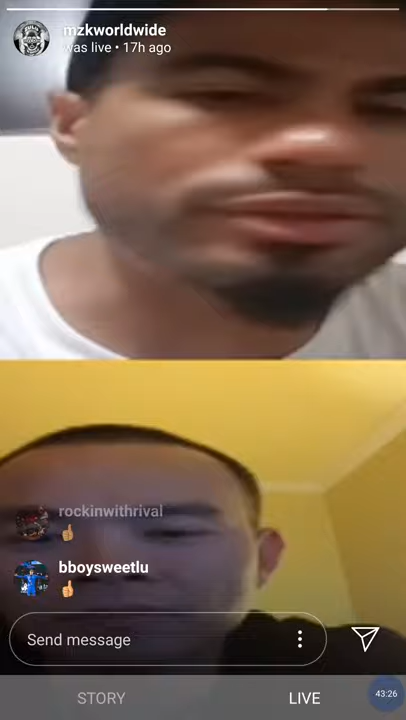 mzkworldwide
was live • 17h ago
rockinwithrival
👍🏼
bboysweetlu
👍🏼
Send message
STORY LIVE 43:26